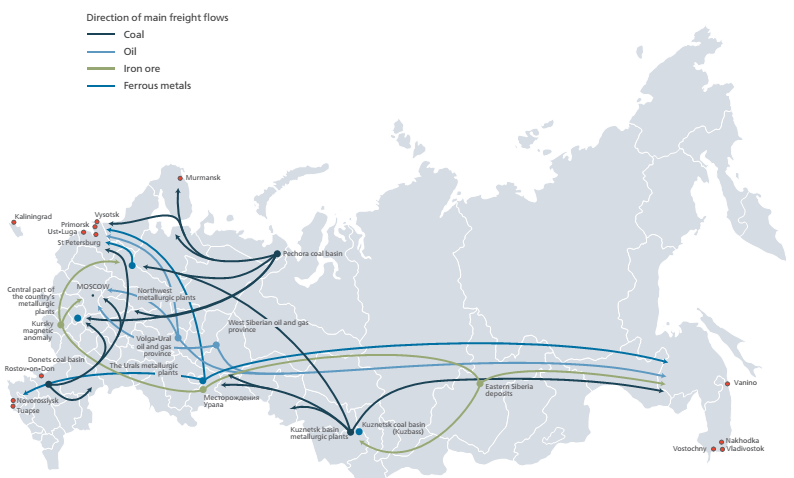 Direction of main freight flows
Coal
Oil
Iron ore
Ferrous metals
Murmansk
Kaliningrad
Vysotsk
Primorsk
Ust-Luga
St Petersburg
Pechora coal basin
MOSCOW
Northwest
metallurgic plants
Central part of
the country's
metallurgic
plants
Kursky
magnetic
anomaly
West Siberian oil and gas
province
Volga-Ural
oil and gas
province
Donets coal basin
Rostov-on-Don
The Urals metallurgic
plants
Novorossiysk
Tuapse
Месторождения
Урала
Eastern Siberia
deposits
Kuznetsk basin
metallurgic plants
Kuznetsk coal basin
(Kuzbass)
Vanino
Nakhodka
Vostochny
Vladivostok